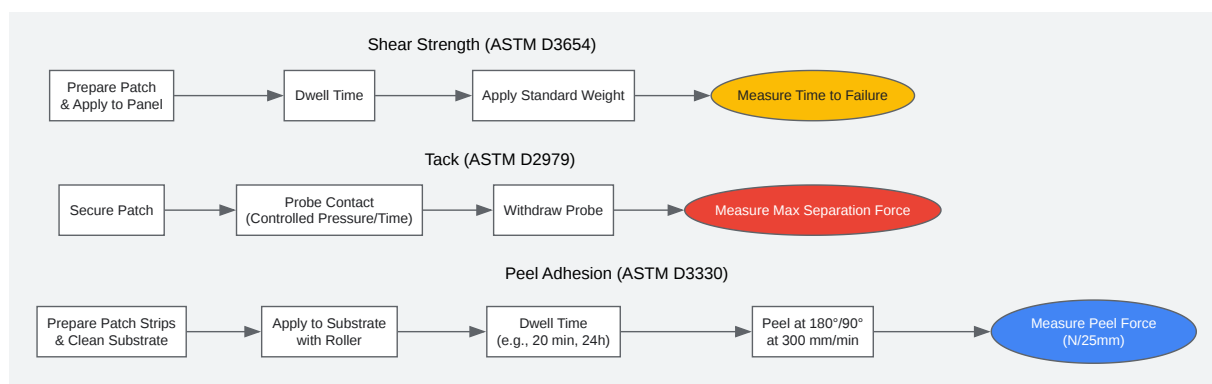 Shear Strength (ASTM D3654)
Prepare Patch
& Apply to Panel
Dwell Time
Apply Standard Weight
Measure Time to Failure
Tack (ASTM D2979)
Secure Patch
Probe Contact
(Controlled Pressure/Time)
Withdraw Probe
Measure Max Separation Force
Peel Adhesion (ASTM D3330)
Prepare Patch Strips
& Clean Substrate
Apply to Substrate
with Roller
Dwell Time
(e.g., 20 min, 24h)
Peel at 180°/90°
at 300 mm/min
Measure Peel Force
(N/25mm)